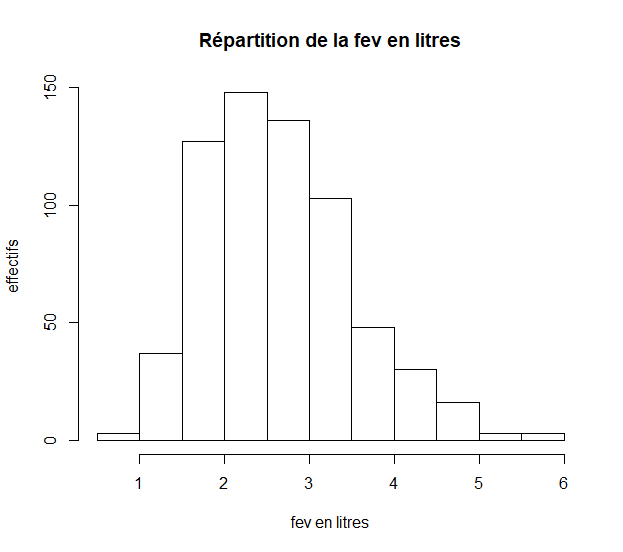 Répartition de la fev en litres
150
100
50
0
effectifs
1 2 3 4 5 6
fev en litres